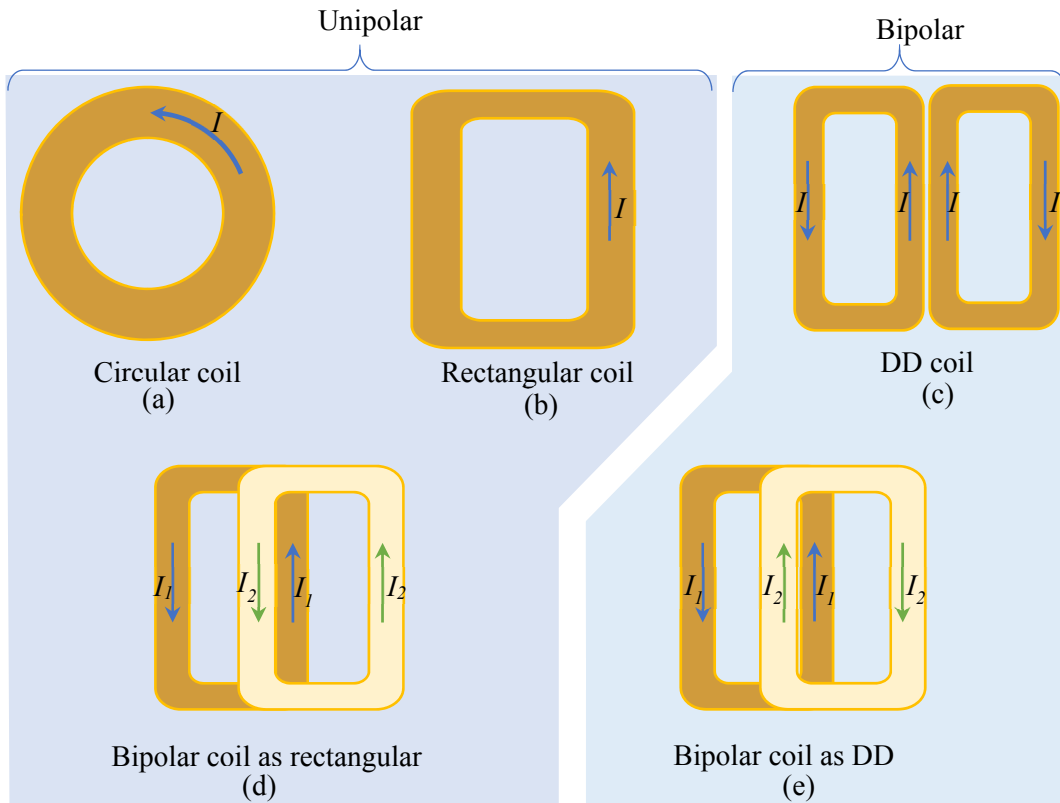 Unipolar
Bipolar
I
I
I
I
I
I
Circular coil
(a)
Rectangular coil
(b)
DD coil
(c)
I1
I2
I1
I2
I1
I2
I1
I2
Bipolar coil as rectangular
(d)
Bipolar coil as DD
(e)